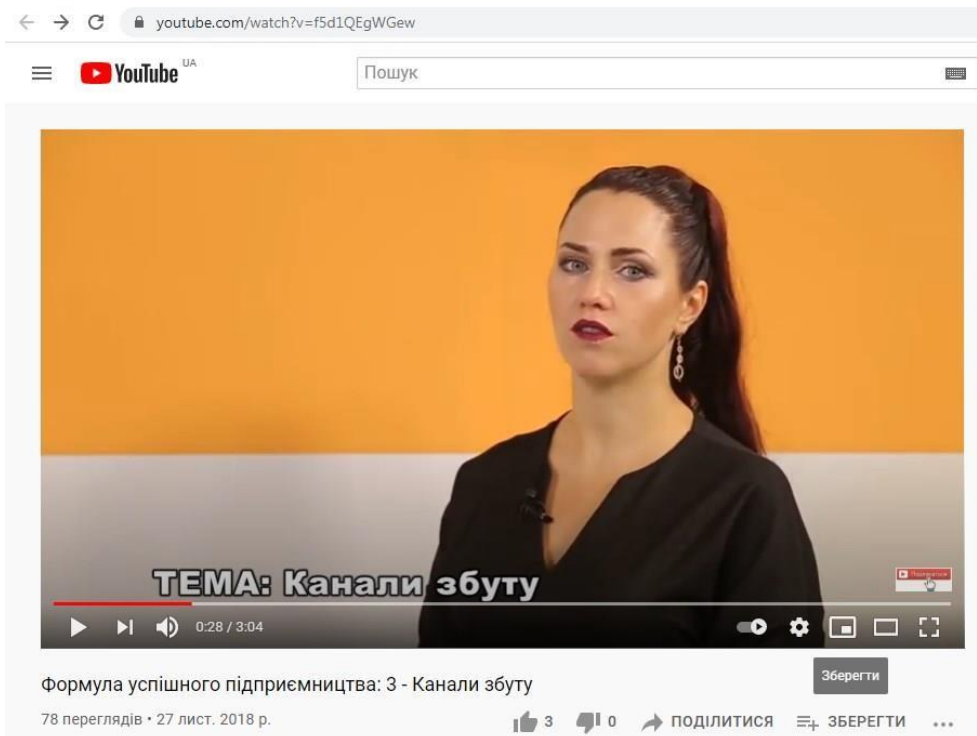 youtube.com/watch?v=f5d1QEgWGew
YouTube UA
Пошук
ТЕМА: Канали збуту
0:28 / 3:04
Зберегти
Формула успішного підприємництва: 3 - Канали збуту
78 переглядів • 27 лист. 2018 р.
3 0 ПОДІЛИТИСЯ ЗБЕРЕГТИ